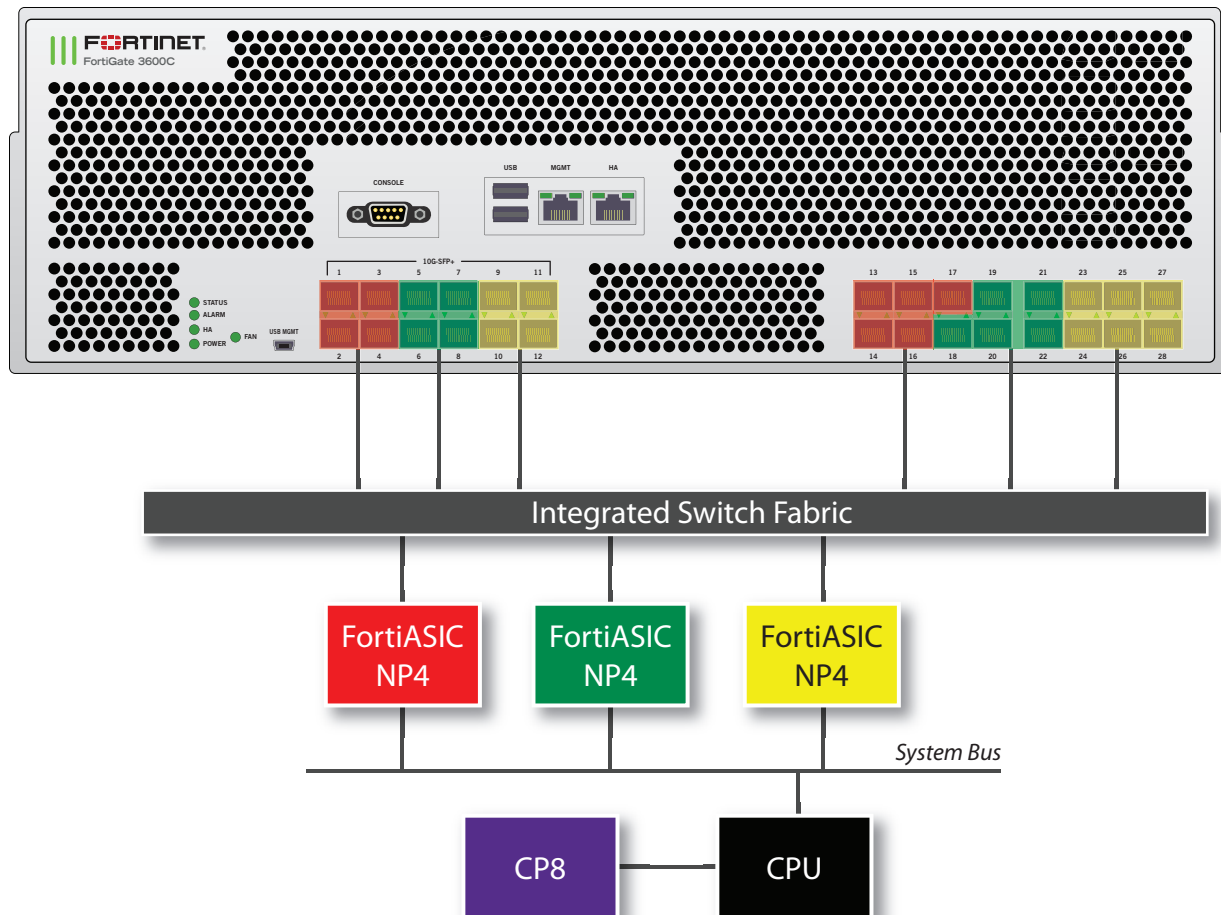 FORTINET
FortiGate 3600C
USB MGMT HA
CONSOLE
10G-SFP+
1 3 5 7 9 11
13 15 17 19 21 23 25 27
STATUS
ALARM
HA
FAN
POWER
USB MGMT
2 4 6 8 10 12
14 16 18 20 22 24 26 28
Integrated Switch Fabric
FortiASIC
NP4
FortiASIC
NP4
FortiASIC
NP4
System Bus
CP8
CPU